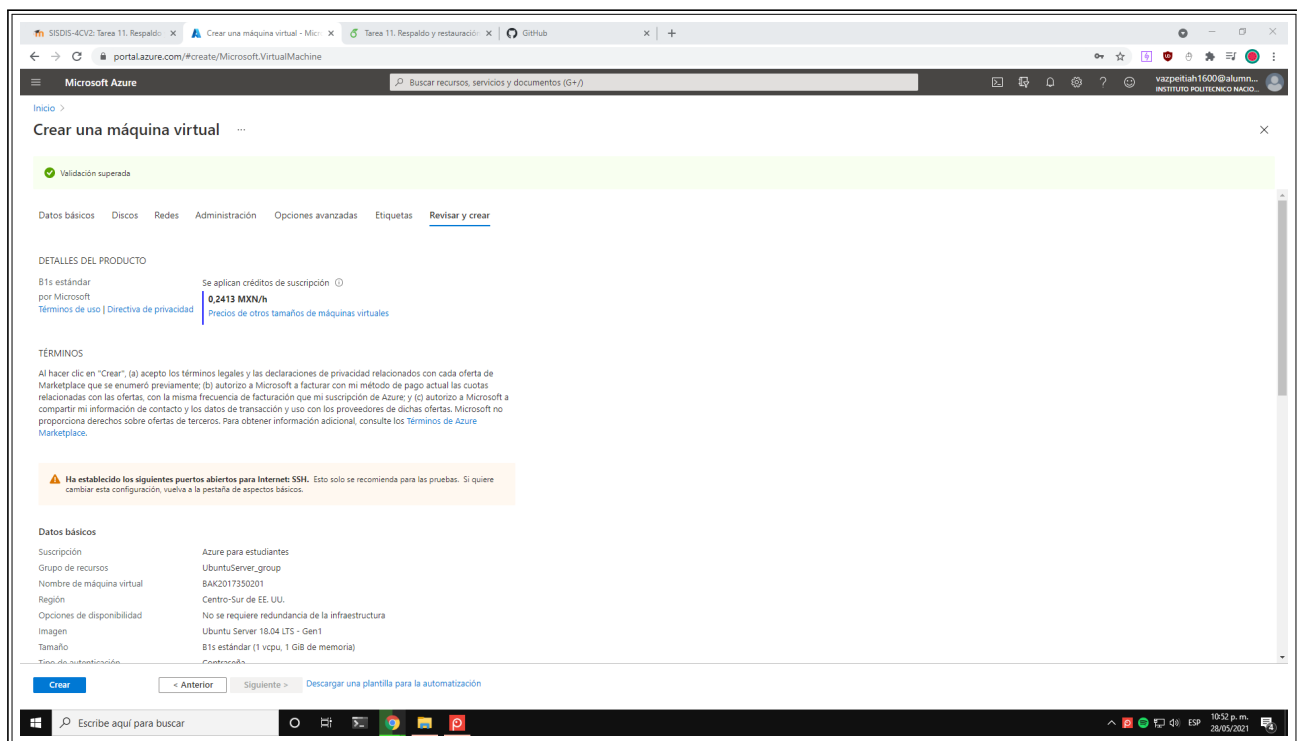 SISDIS-4CV2: Tarea 11. Respaldo
Crear una máquina virtual - Micr
Tarea 11. Respaldo y restauración
GitHub
portal.azure.com/#create/Microsoft.VirtualMachine
Microsoft Azure
Buscar recursos, servicios y documentos (G+/)
vazpeitiah1600@alumn...
INSTITUTO POLITECNICO NACIO...
Inicio >
Crear una máquina virtual ...
Validación superada
Datos básicos Discos Redes Administración Opciones avanzadas Etiquetas Revisar y crear
DETALLES DEL PRODUCTO
B1s estándar
por Microsoft
Términos de uso | Directiva de privacidad
Se aplican créditos de suscripción
0,2413 MXN/h
Precios de otros tamaños de máquinas virtuales
TÉRMINOS
Al hacer clic en "Crear", (a) acepto los términos legales y las declaraciones de privacidad relacionados con cada oferta de
Marketplace que se enumeró previamente; (b) autorizo a Microsoft a facturar con mi método de pago actual las cuotas
relacionadas con las ofertas, con la misma frecuencia de facturación que mi suscripción de Azure; y (c) autorizo a Microsoft a
compartir mi información de contacto y los datos de transacción y uso con los proveedores de dichas ofertas. Microsoft no
proporciona derechos sobre ofertas de terceros. Para obtener información adicional, consulte los Términos de Azure
Marketplace.
Ha establecido los siguientes puertos abiertos para Internet: SSH. Esto solo se recomienda para las pruebas. Si quiere
cambiar esta configuración, vuelva a la pestaña de aspectos básicos.
Datos básicos
Suscripción Azure para estudiantes
Grupo de recursos UbuntuServer_group
Nombre de máquina virtual BAK2017350201
Región Centro-Sur de EE. UU.
Opciones de disponibilidad No se requiere redundancia de la infraestructura
Imagen Ubuntu Server 18.04 LTS - Gen1
Tamaño B1s estándar (1 vcpu, 1 GiB de memoria)
Tipo de autenticación Contraseña
Crear < Anterior Siguiente > Descargar una plantilla para la automatización
Escribe aquí para buscar
ESP
10:52 p. m.
28/05/2021
4